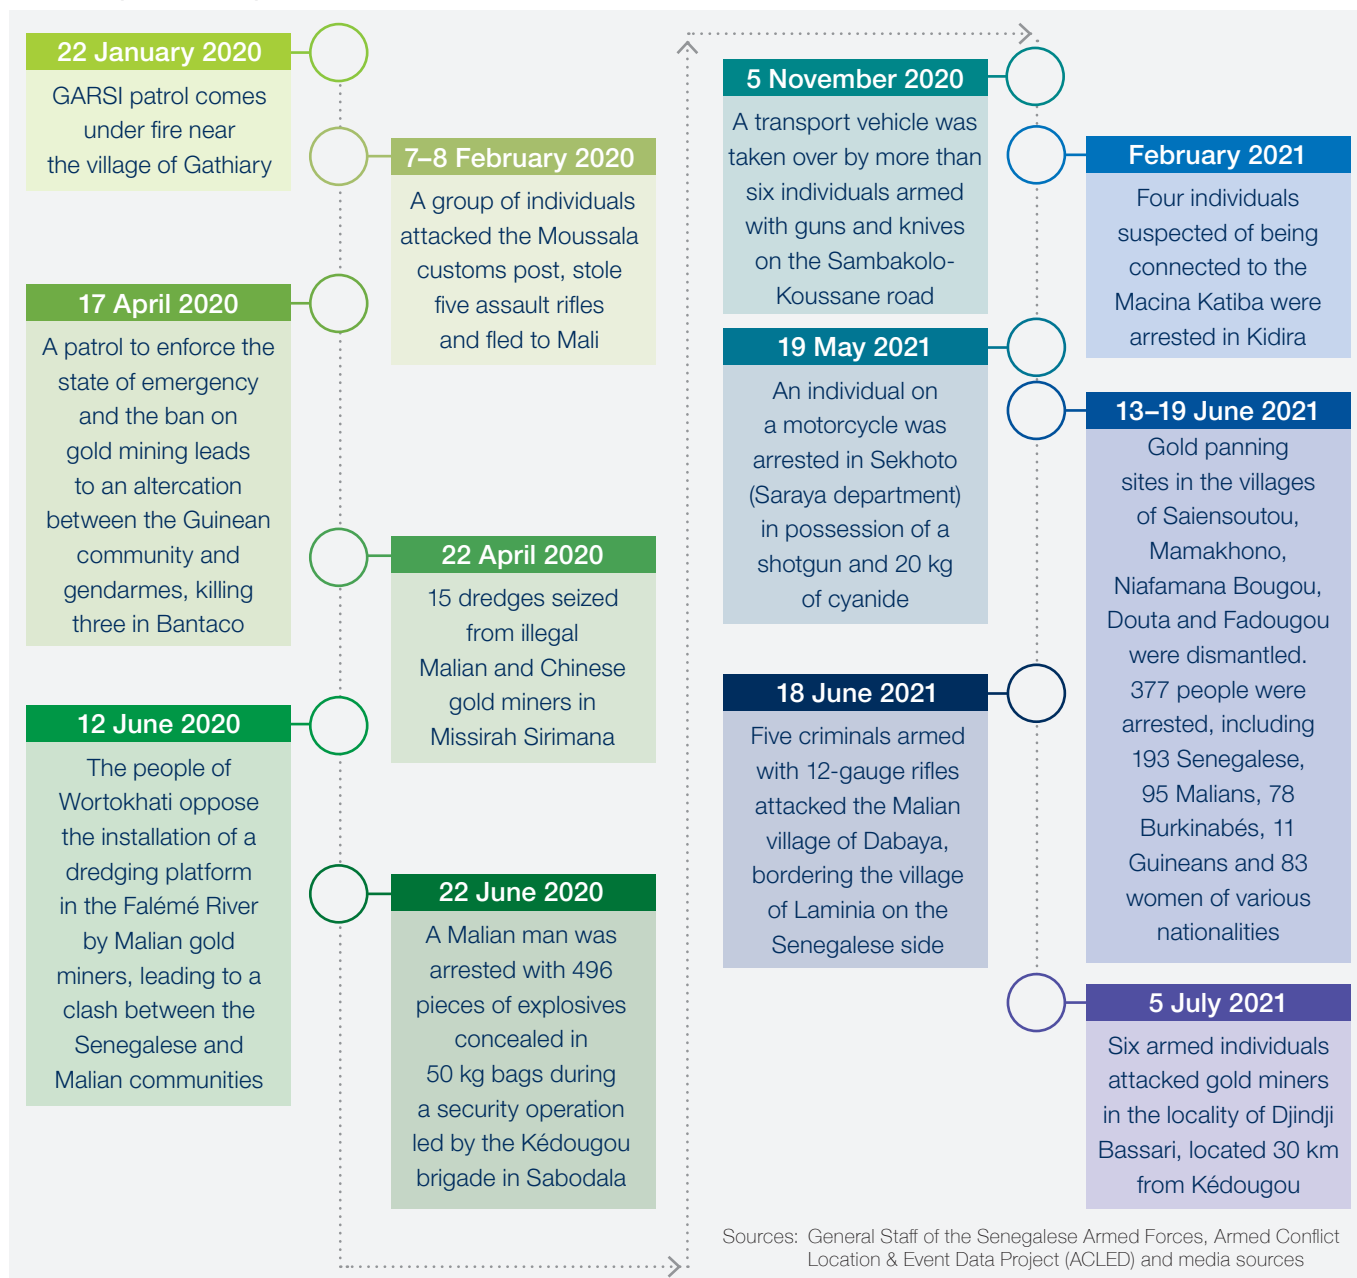 22 January 2020
GARSI patrol comes
under fire near
the village of Gathiary
7–8 February 2020
A group of individuals
attacked the Moussala
customs post, stole
five assault rifles
and fled to Mali
17 April 2020
A patrol to enforce the
state of emergency
and the ban on
gold mining leads
to an altercation
between the Guinean
community and
gendarmes, killing
three in Bantaco
22 April 2020
15 dredges seized
from illegal
Malian and Chinese
gold miners in
Missirah Sirimana
12 June 2020
The people of
Wortokhati oppose
the installation of a
dredging platform
in the Falémé River
by Malian gold
miners, leading to a
clash between the
Senegalese and
Malian communities
22 June 2020
A Malian man was
arrested with 496
pieces of explosives
concealed in
50 kg bags during
a security operation
led by the Kédougou
brigade in Sabodala
5 November 2020
A transport vehicle was
taken over by more than
six individuals armed
with guns and knives
on the Sambakolo-
Koussane road
February 2021
Four individuals
suspected of being
connected to the
Macina Katiba were
arrested in Kidira
19 May 2021
An individual on
a motorcycle was
arrested in Sekhoto
(Saraya department)
in possession of a
shotgun and 20 kg
of cyanide
13–19 June 2021
Gold panning
sites in the villages
of Saiensoutou,
Mamakhono,
Niafamana Bougou,
Douta and Fadougou
were dismantled.
377 people were
arrested, including
193 Senegalese,
95 Malians, 78
Burkinabés, 11
Guineans and 83
women of various
nationalities
18 June 2021
Five criminals armed
with 12-gauge rifles
attacked the Malian
village of Dabaya,
bordering the village
of Laminia on the
Senegalese side
5 July 2021
Six armed individuals
attacked gold miners
in the locality of Djindji
Bassari, located 30 km
from Kédougou
Sources: General Staff of the Senegalese Armed Forces, Armed Conflict
Location & Event Data Project (ACLED) and media sources